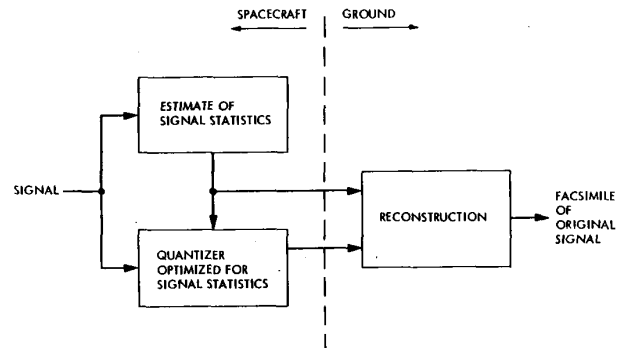 SPACECRAFT
GROUND
ESTIMATE OF
SIGNAL STATISTICS
SIGNAL
QUANTIZER
OPTIMIZED FOR
SIGNAL STATISTICS
RECONSTRUCTION
FACSIMILE
OF
ORIGINAL
SIGNAL